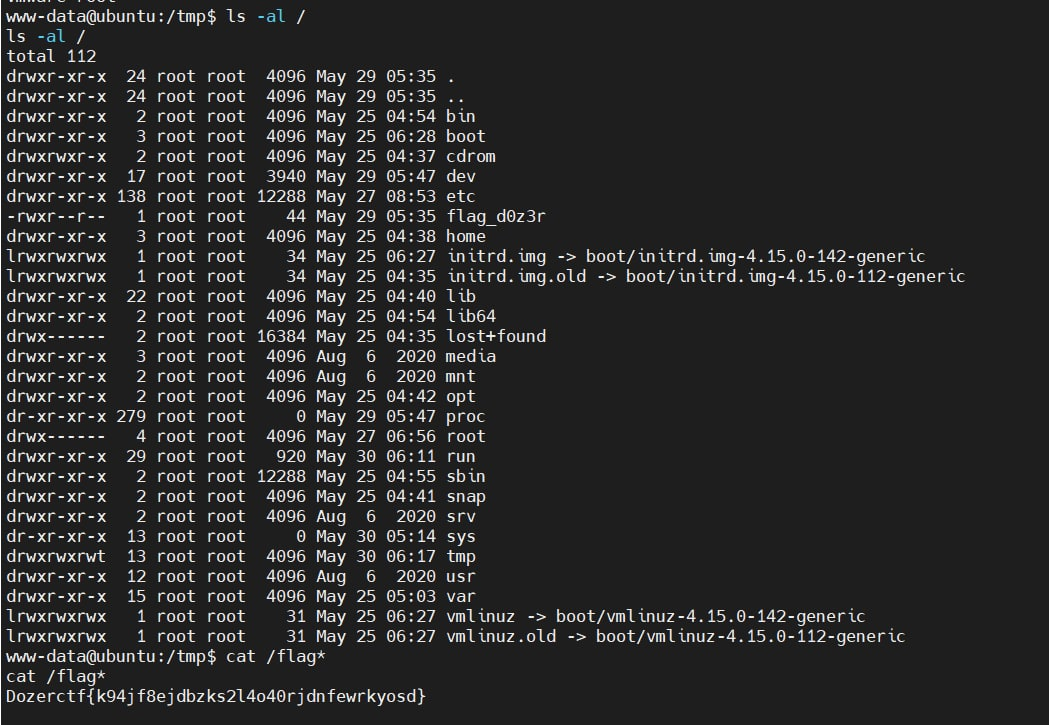 www-data@ubuntu:/tmp$ ls -al /
ls -al /
total 112
drwxr-xr-x  24 root root  4096 May 29 05:35 .
drwxr-xr-x  24 root root  4096 May 29 05:35 ..
drwxr-xr-x   2 root root  4096 May 25 04:54 bin
drwxr-xr-x   3 root root  4096 May 25 06:28 boot
drwxrwxr-x   2 root root  4096 May 25 04:37 cdrom
drwxr-xr-x  17 root root  3940 May 29 05:47 dev
drwxr-xr-x 138 root root 12288 May 27 08:53 etc
-rwxr--r--   1 root root    44 May 29 05:35 flag_d0z3r
drwxr-xr-x   3 root root  4096 May 25 04:38 home
lrwxrwxrwx   1 root root    34 May 25 06:27 initrd.img -> boot/initrd.img-4.15.0-142-generic
lrwxrwxrwx   1 root root    34 May 25 04:35 initrd.img.old -> boot/initrd.img-4.15.0-112-generic
drwxr-xr-x  22 root root  4096 May 25 04:40 lib
drwxr-xr-x   2 root root  4096 May 25 04:54 lib64
drwx------   2 root root 16384 May 25 04:35 lost+found
drwxr-xr-x   3 root root  4096 Aug  6  2020 media
drwxr-xr-x   2 root root  4096 Aug  6  2020 mnt
drwxr-xr-x   2 root root  4096 May 25 04:42 opt
dr-xr-xr-x 279 root root     0 May 29 05:47 proc
drwx------   4 root root  4096 May 27 06:56 root
drwxr-xr-x  29 root root   920 May 30 06:11 run
drwxr-xr-x   2 root root 12288 May 25 04:55 sbin
drwxr-xr-x   2 root root  4096 May 25 04:41 snap
drwxr-xr-x   2 root root  4096 Aug  6  2020 srv
dr-xr-xr-x  13 root root     0 May 30 05:14 sys
drwxrwxrwt  13 root root  4096 May 30 06:17 tmp
drwxr-xr-x  12 root root  4096 Aug  6  2020 usr
drwxr-xr-x  15 root root  4096 May 25 05:03 var
lrwxrwxrwx   1 root root    31 May 25 06:27 vmlinuz -> boot/vmlinuz-4.15.0-142-generic
lrwxrwxrwx   1 root root    31 May 25 06:27 vmlinuz.old -> boot/vmlinuz-4.15.0-112-generic
www-data@ubuntu:/tmp$ cat /flag*
cat /flag*
Dozerctf{k94jf8ejdbzks2l4o40rjdnfewrkyosd}